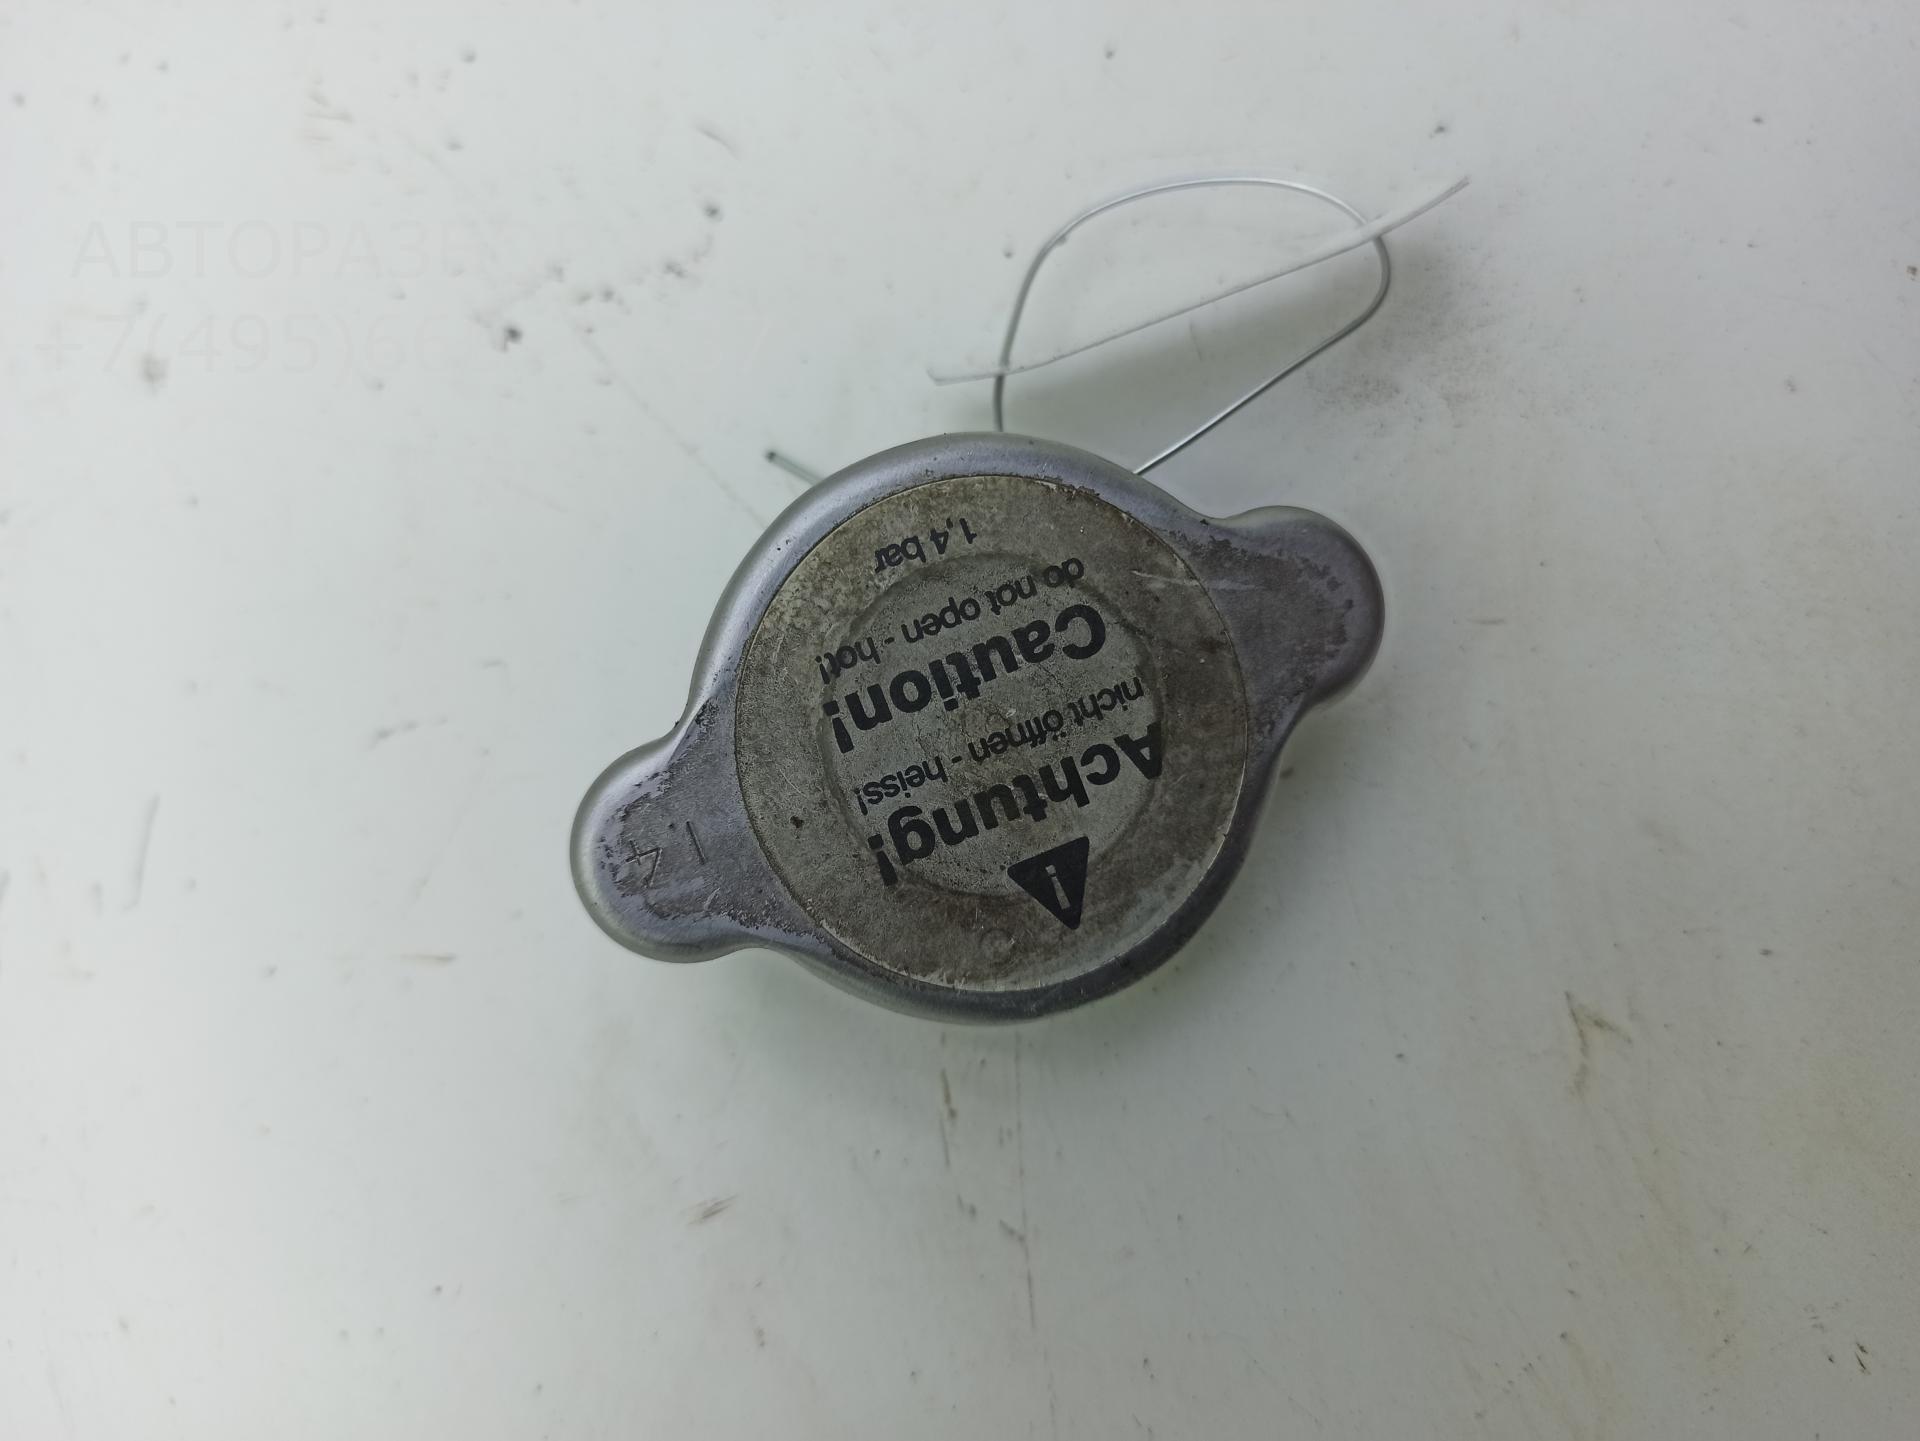 АВТОРАЗБ
+7(495)66
Achtung!
nicht öffnen - heiss!
Caution!
do not open - hot!
1,4 bar
1.4